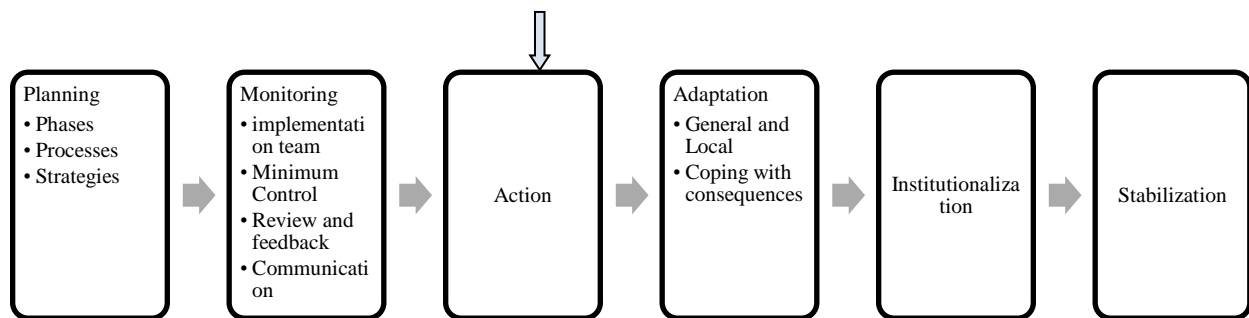 Planning
• Phases
• Processes
• Strategies
Monitoring
• implementati
on team
• Minimum
Control
• Review and
feedback
• Communicati
on
Action
Adaptation
• General and
Local
• Coping with
consequences
Institutionaliza
tion
Stabilization